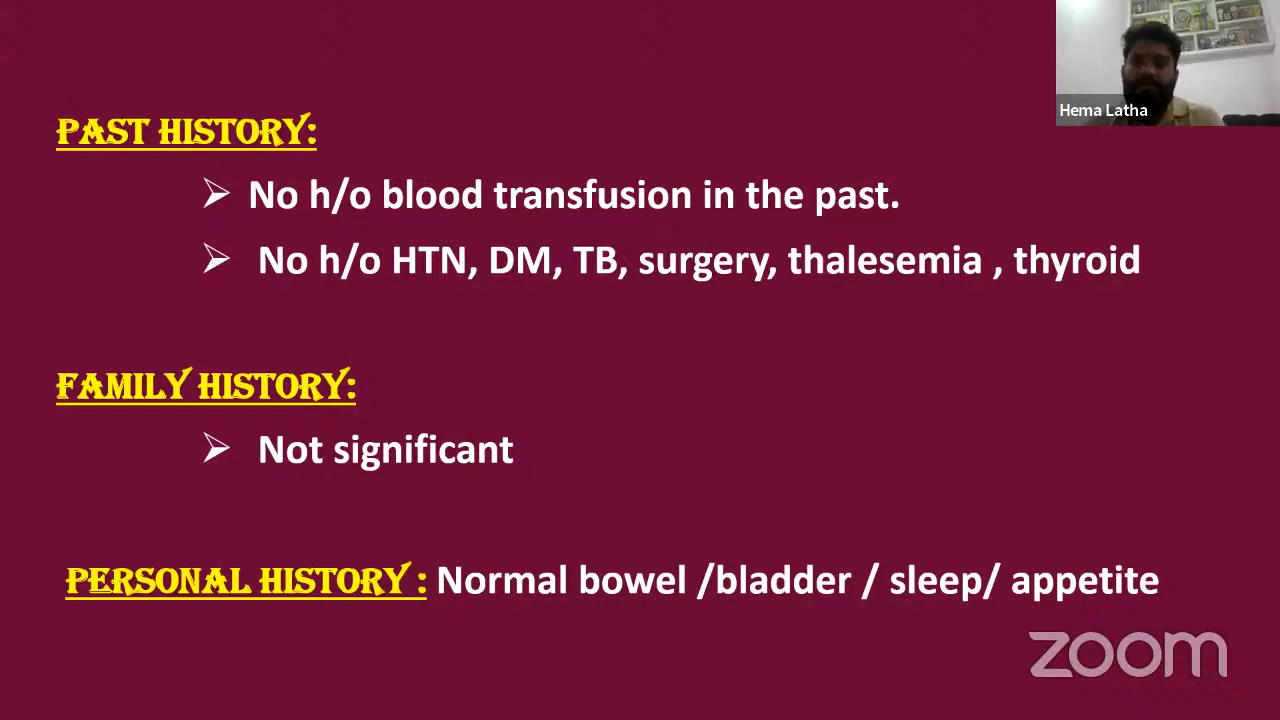 PAST HISTORY:
No h/o blood transfusion in the past.
No h/o HTN, DM, TB, surgery, thalesemia , thyroid
FAMILY HISTORY:
Not significant
PERSONAL HISTORY : Normal bowel /bladder / sleep/ appetite
Hema Latha
zoom